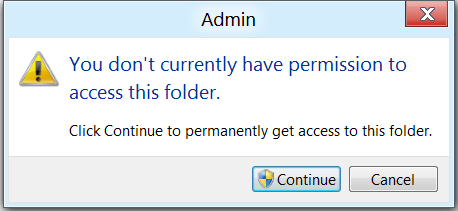 Admin
You don't currently have permission to
access this folder.
Click Continue to permanently get access to this folder.
Continue Cancel